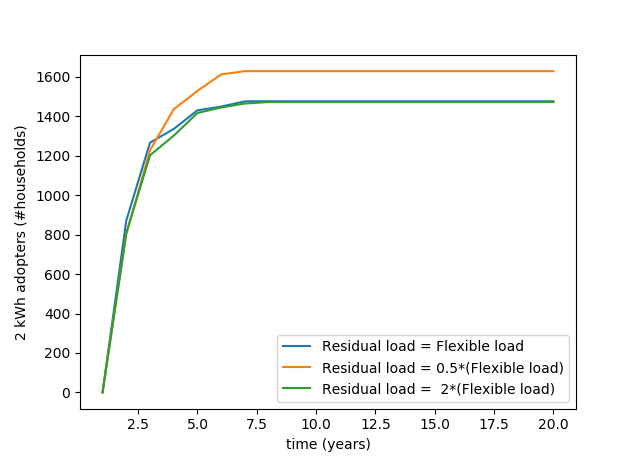 1600
1400
1200
1000
800
600
400
200
0
2 kWh adopters (#households)
Residual load = Flexible load
Residual load = 0.5*(Flexible load)
Residual load =  2*(Flexible load)
2.5 5.0 7.5 10.0 12.5 15.0 17.5 20.0
time (years)